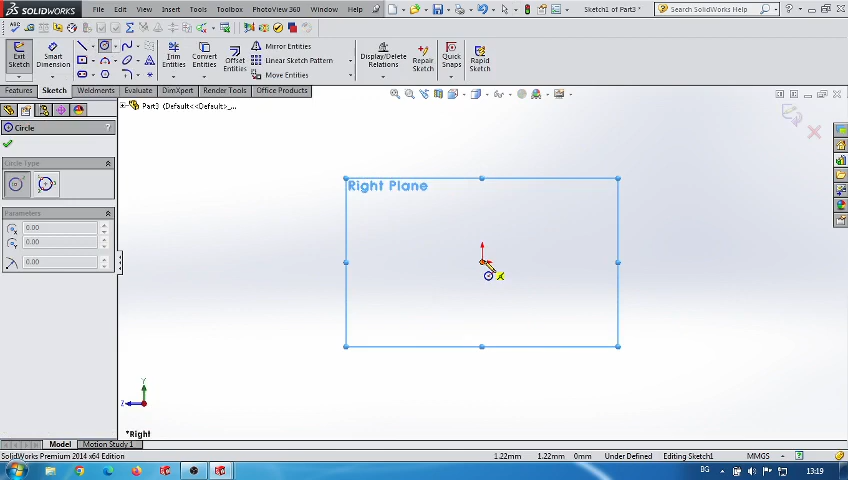 SOLIDWORKS File Edit View Insert Tools Toolbox PhotoView 360 Window Help Sketch1 of Part3 * Search SolidWorks Help
Exit Sketch Smart Dimension Trim Entities Convert Entities Offset Entities Mirror Entities Linear Sketch Pattern Move Entities Display/Delete Relations Repair Sketch Quick Snaps Rapid Sketch
Features Sketch Weldments Evaluate DimXpert Render Tools Office Products
Part3 (Default<<Default>_...
Circle ?
Circle Type
Parameters
0.00
0.00
0.00
Right Plane
Y
Z
*Right
Model Motion Study 1
SolidWorks Premium 2014 x64 Edition 1.22mm 1.22mm 0mm Under Defined Editing Sketch1 MMGS
BG 13:19